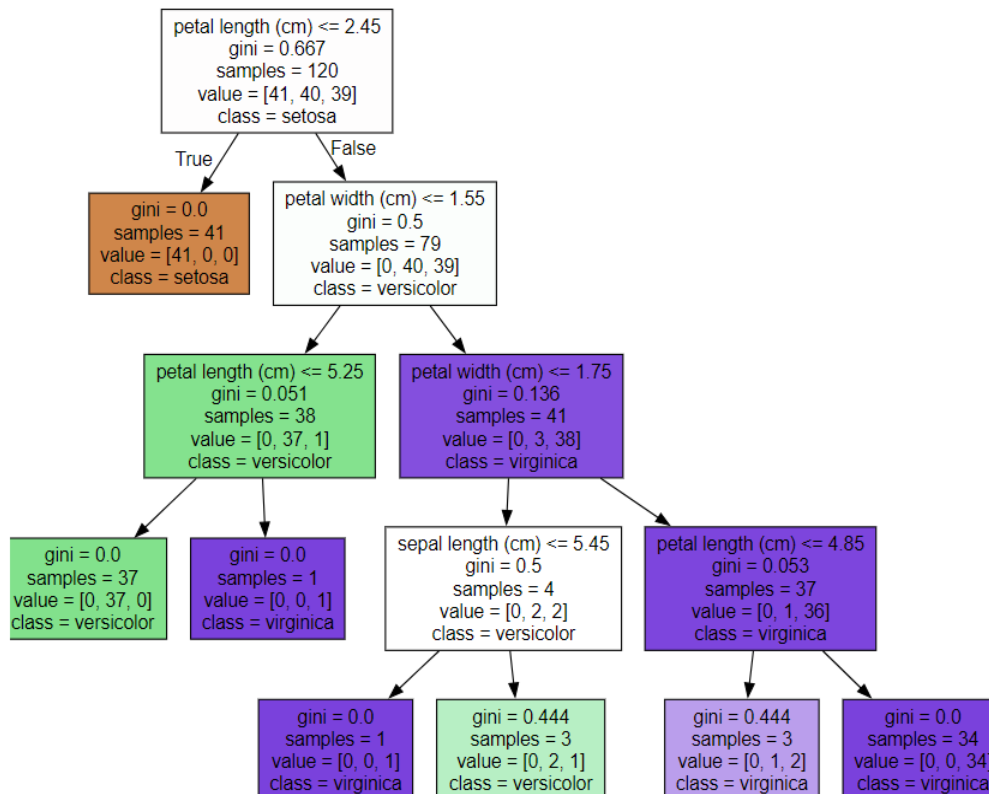 petal length (cm) <= 2.45
gini = 0.667
samples = 120
value = [41, 40, 39]
class = setosa
True
False
gini = 0.0
samples = 41
value = [41, 0, 0]
class = setosa
petal width (cm) <= 1.55
gini = 0.5
samples = 79
value = [0, 40, 39]
class = versicolor
petal length (cm) <= 5.25
gini = 0.051
samples = 38
value = [0, 37, 1]
class = versicolor
petal width (cm) <= 1.75
gini = 0.136
samples = 41
value = [0, 3, 38]
class = virginica
gini = 0.0
samples = 37
value = [0, 37, 0]
class = versicolor
gini = 0.0
samples = 1
value = [0, 0, 1]
class = virginica
sepal length (cm) <= 5.45
gini = 0.5
samples = 4
value = [0, 2, 2]
class = versicolor
petal length (cm) <= 4.85
gini = 0.053
samples = 37
value = [0, 1, 36]
class = virginica
gini = 0.0
samples = 1
value = [0, 0, 1]
class = virginica
gini = 0.444
samples = 3
value = [0, 2, 1]
class = versicolor
gini = 0.444
samples = 3
value = [0, 1, 2]
class = virginica
gini = 0.0
samples = 34
value = [0, 0, 34]
class = virginica